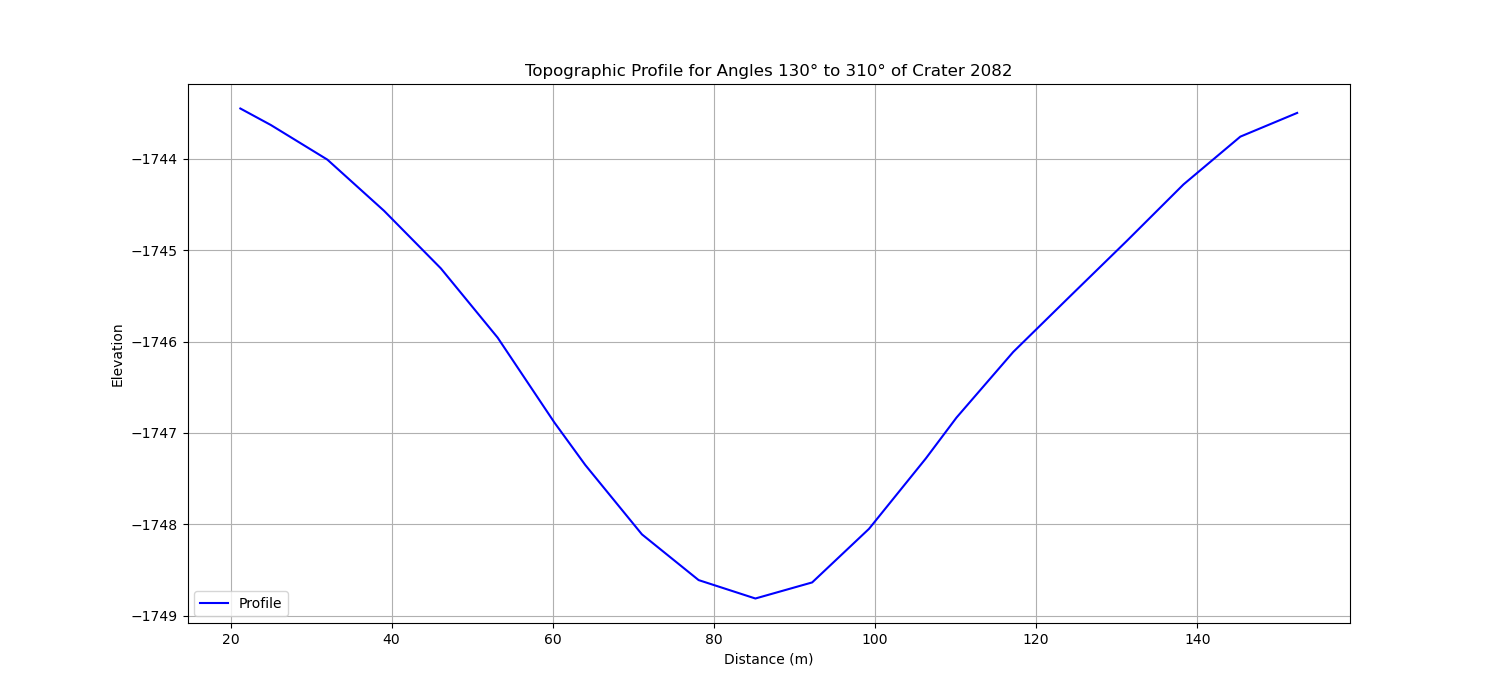 Topographic Profile for Angles 130° to 310° of Crater 2082
Elevation
−1744
−1745
−1746
−1747
−1748
−1749
Profile
20 40 60 80 100 120 140
Distance (m)